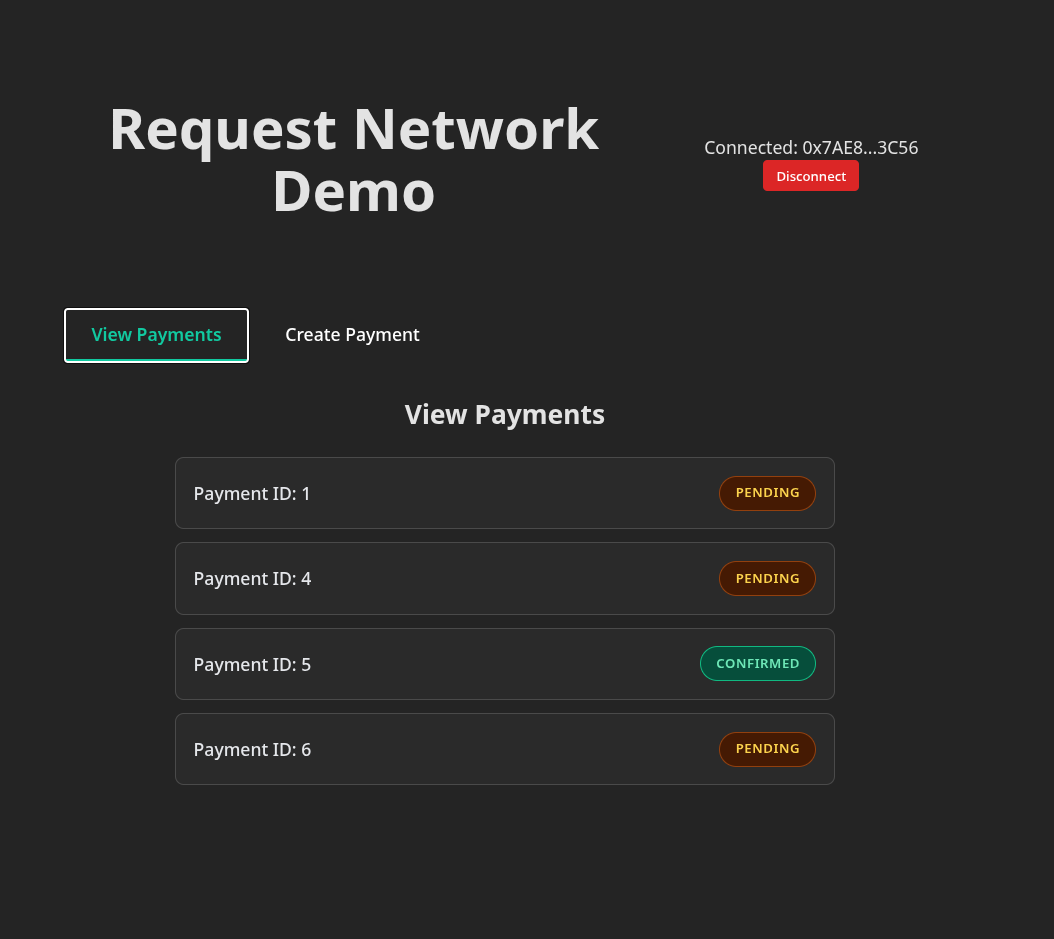 Request Network
Demo
Connected: 0x7AE8...3C56
Disconnect
View Payments
Create Payment
View Payments
Payment ID: 1
PENDING
Payment ID: 4
PENDING
Payment ID: 5
CONFIRMED
Payment ID: 6
PENDING